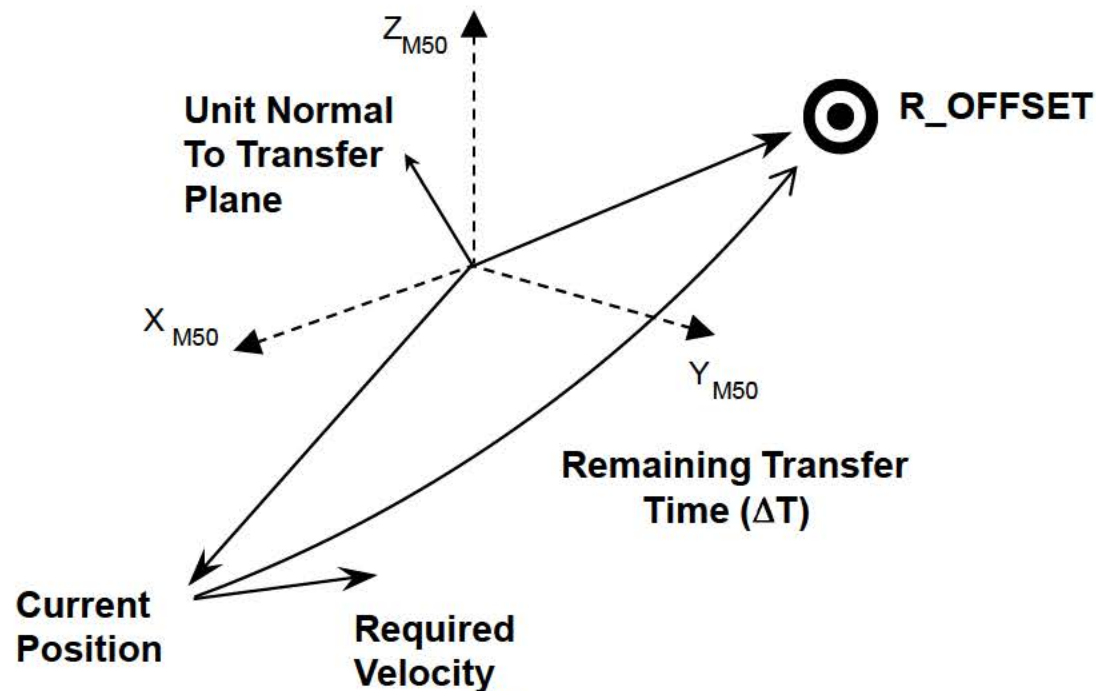 Z M50
Unit Normal
To Transfer
Plane
R_OFFSET
X M50
Y M50
Remaining Transfer
Time (ΔT)
Current
Position
Required
Velocity